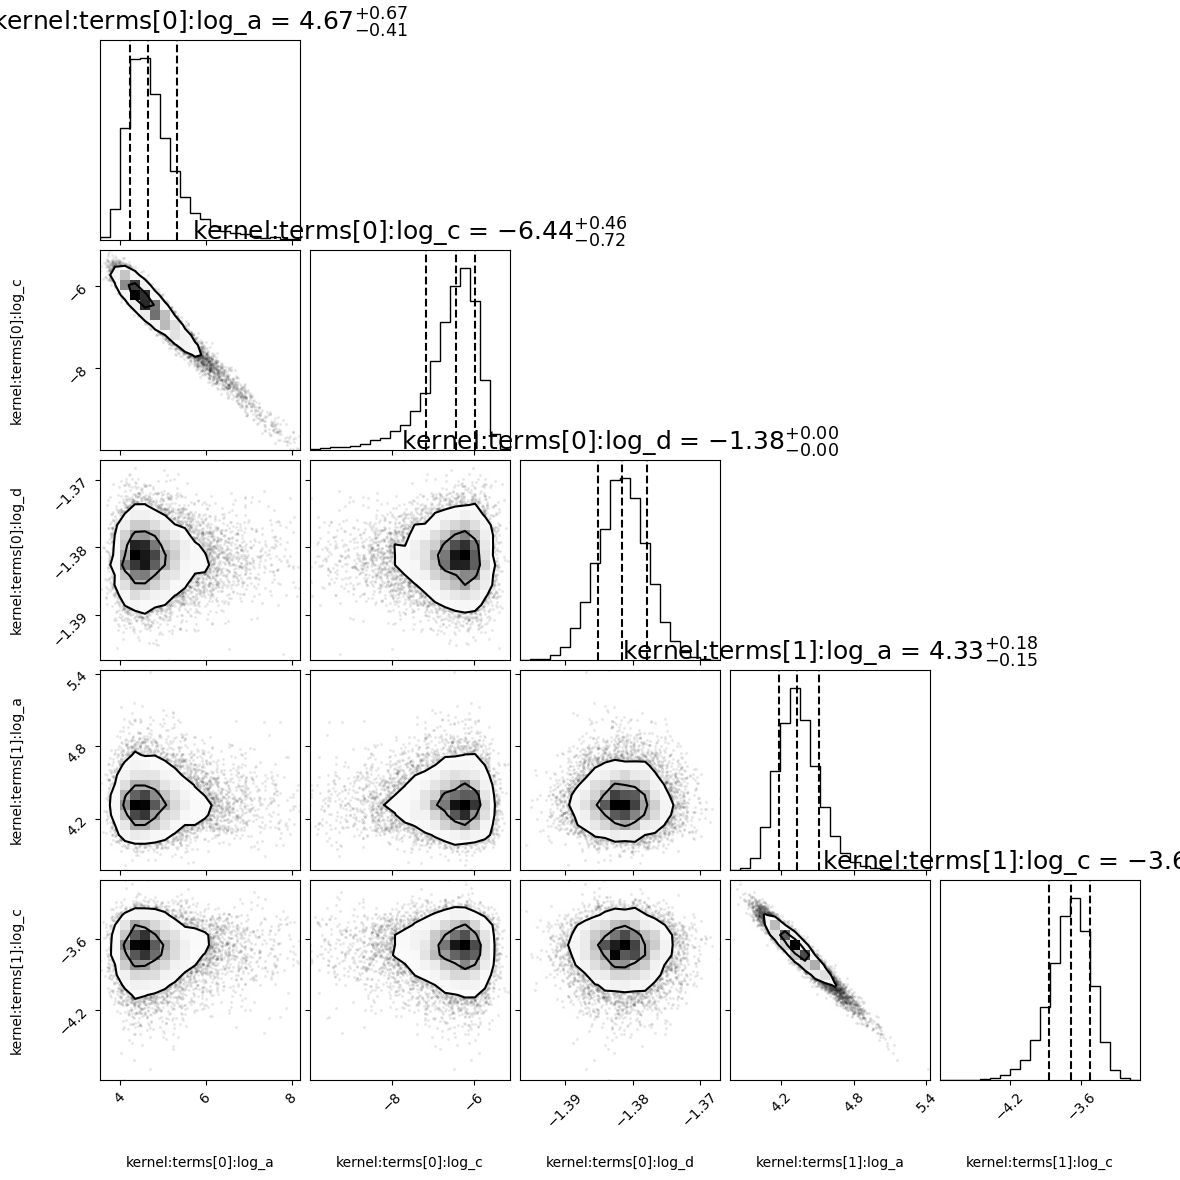 kernel:terms[0]:log_a = 4.67+0.67−0.41
kernel:terms[0]:log_c = −6.44+0.46−0.72
−6
−8
kernel:terms[0]:log_c
kernel:terms[0]:log_d = −1.38+0.00−0.00
−1.37
−1.38
−1.39
kernel:terms[0]:log_d
kernel:terms[1]:log_a = 4.33+0.18−0.15
5.4
4.8
4.2
kernel:terms[1]:log_a
kernel:terms[1]:log_c = −3.6
−3.6
−4.2
kernel:terms[1]:log_c
4 6 8
−8 −6
−1.39 −1.38 −1.37
4.2 4.8 5.4
−4.2 −3.6
kernel:terms[0]:log_a kernel:terms[0]:log_c kernel:terms[0]:log_d kernel:terms[1]:log_a kernel:terms[1]:log_c